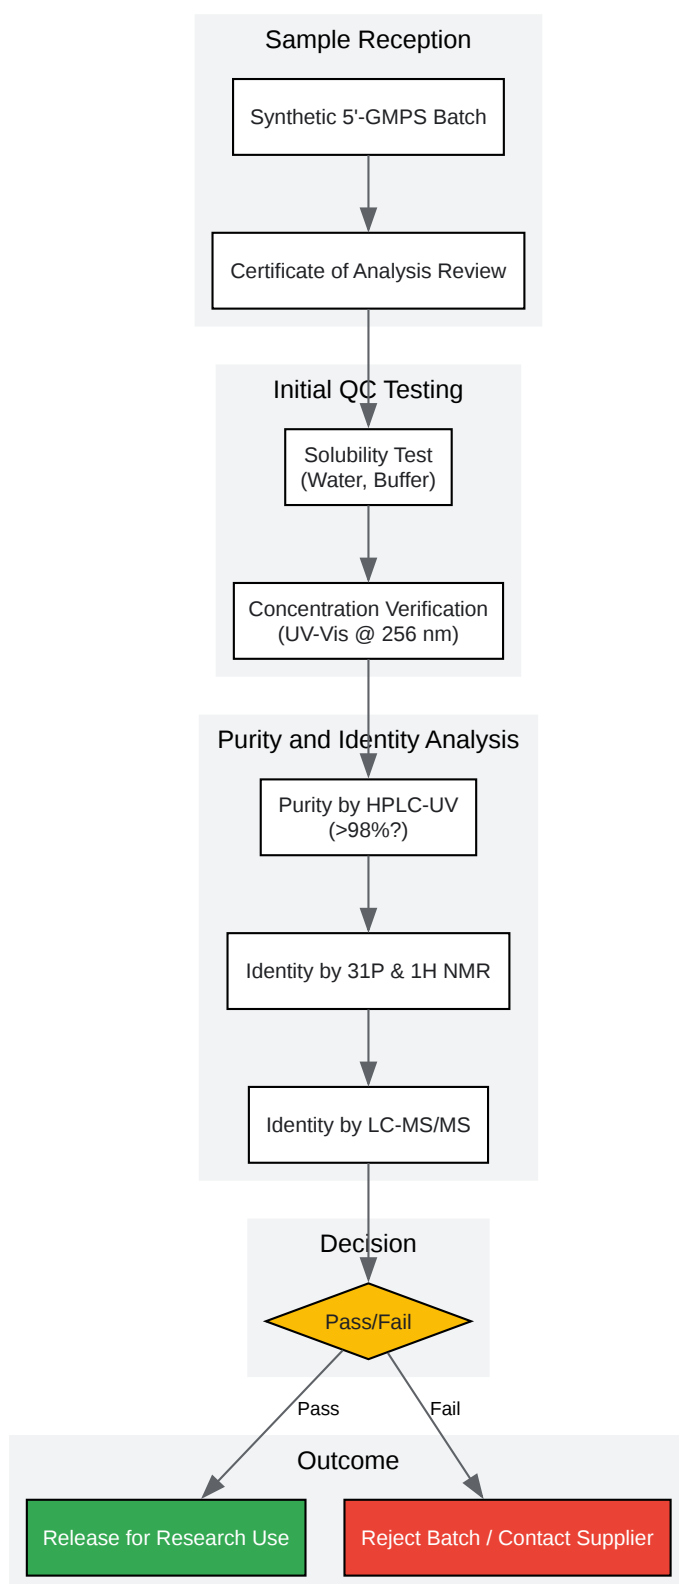 Sample Reception
Synthetic 5'-GMPS Batch
Certificate of Analysis Review
Initial QC Testing
Solubility Test
(Water, Buffer)
Concentration Verification
(UV-Vis @ 256 nm)
Purity and Identity Analysis
Purity by HPLC-UV
(>98%?)
Identity by 31P & 1H NMR
Identity by LC-MS/MS
Decision
Pass/Fail
Pass
Fail
Outcome
Release for Research Use
Reject Batch / Contact Supplier